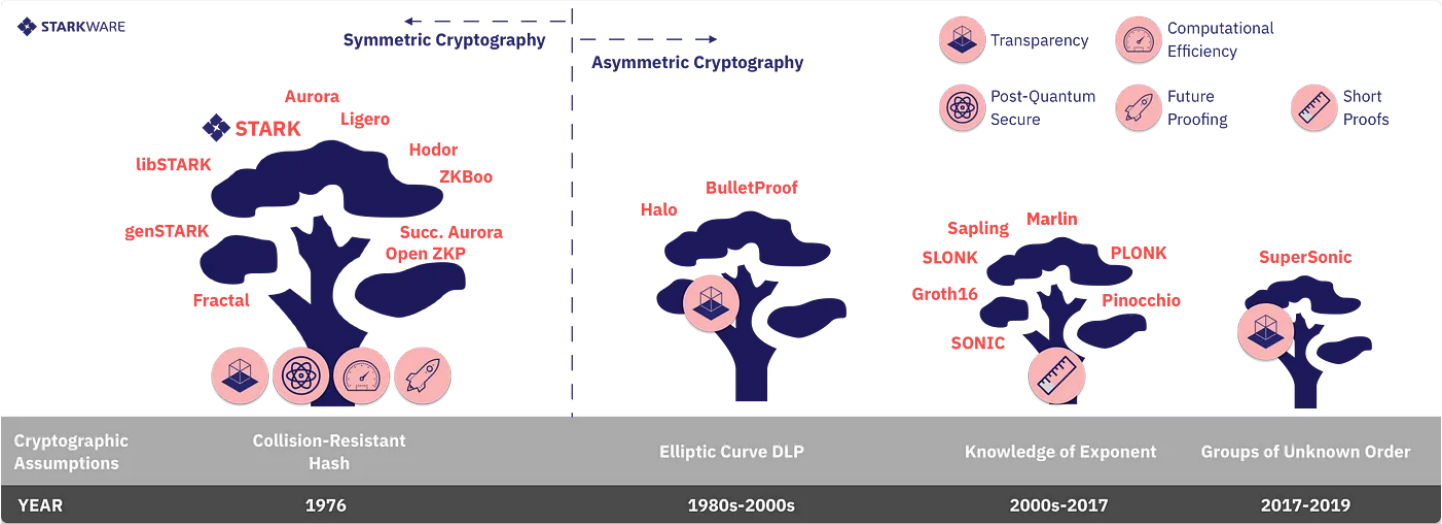 STARKWARE
Symmetric Cryptography
Asymmetric Cryptography
Transparency
Computational
Efficiency
Post-Quantum
Secure
Future
Proofing
Short
Proofs
Aurora
Ligero
STARK
Hodor
libSTARK
ZKBoo
genSTARK
Succ. Aurora
Open ZKP
Fractal
BulletProof
Halo
Marlin
Sapling
PLONK
SLONK
Groth16
Pinocchio
SONIC
SuperSonic
Cryptographic
Assumptions
Collision-Resistant
Hash
Elliptic Curve DLP
Knowledge of Exponent
Groups of Unknown Order
YEAR
1976
1980s-2000s
2000s-2017
2017-2019